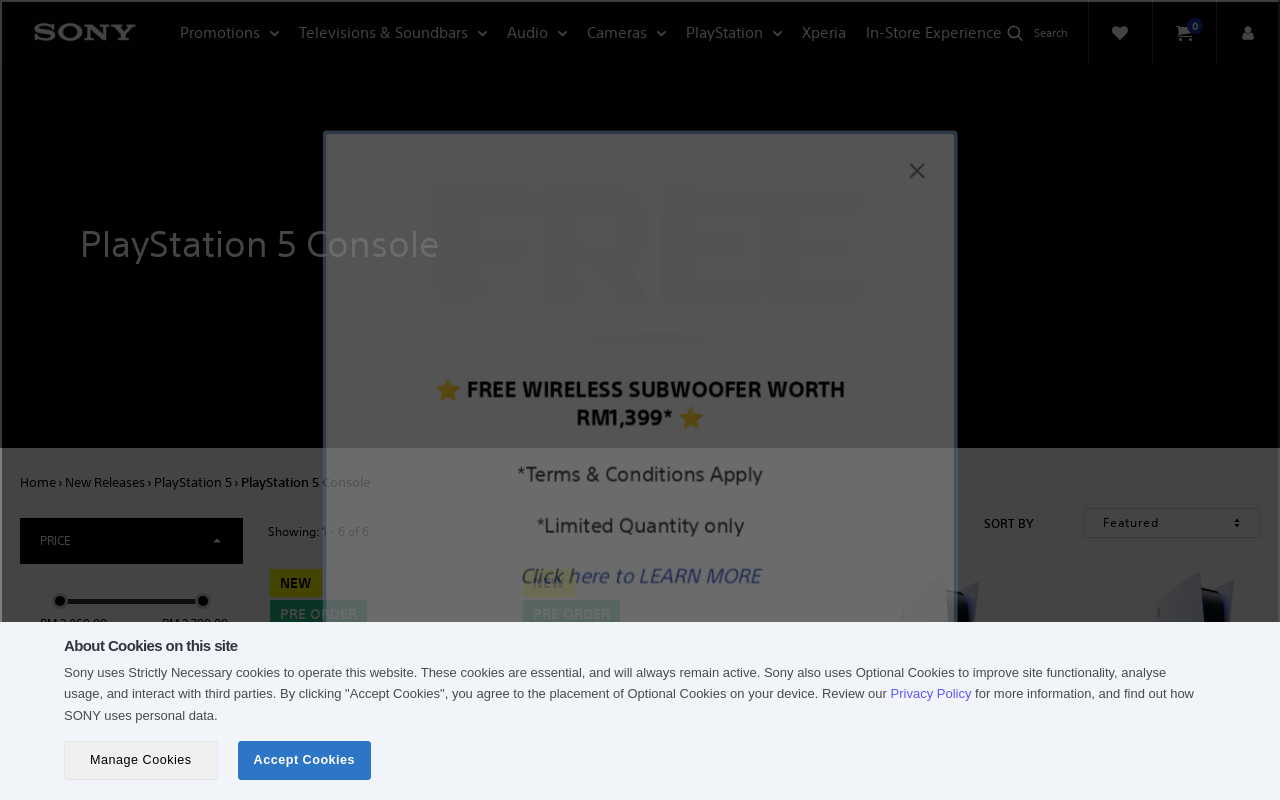 SONY
Promotions
Televisions & Soundbars
Audio
Cameras
PlayStation
Xperia
In-Store Experience
Search
0
FREE
PlayStation 5 Console
⭐ FREE WIRELESS SUBWOOFER WORTH
RM1,399* ⭐
*Terms & Conditions Apply
*Limited Quantity only
Click here to LEARN MORE
Home › New Releases › PlayStation 5 › PlayStation 5 Console
PRICE
Showing: 1 - 6 of 6
SORT BY
Featured
NEW
PRE ORDER
NEW
PRE ORDER
About Cookies on this site
Sony uses Strictly Necessary cookies to operate this website. These cookies are essential, and will always remain active. Sony also uses Optional Cookies to improve site functionality, analyse
usage, and interact with third parties. By clicking "Accept Cookies", you agree to the placement of Optional Cookies on your device. Review our Privacy Policy for more information, and find out how
SONY uses personal data.
Manage Cookies
Accept Cookies